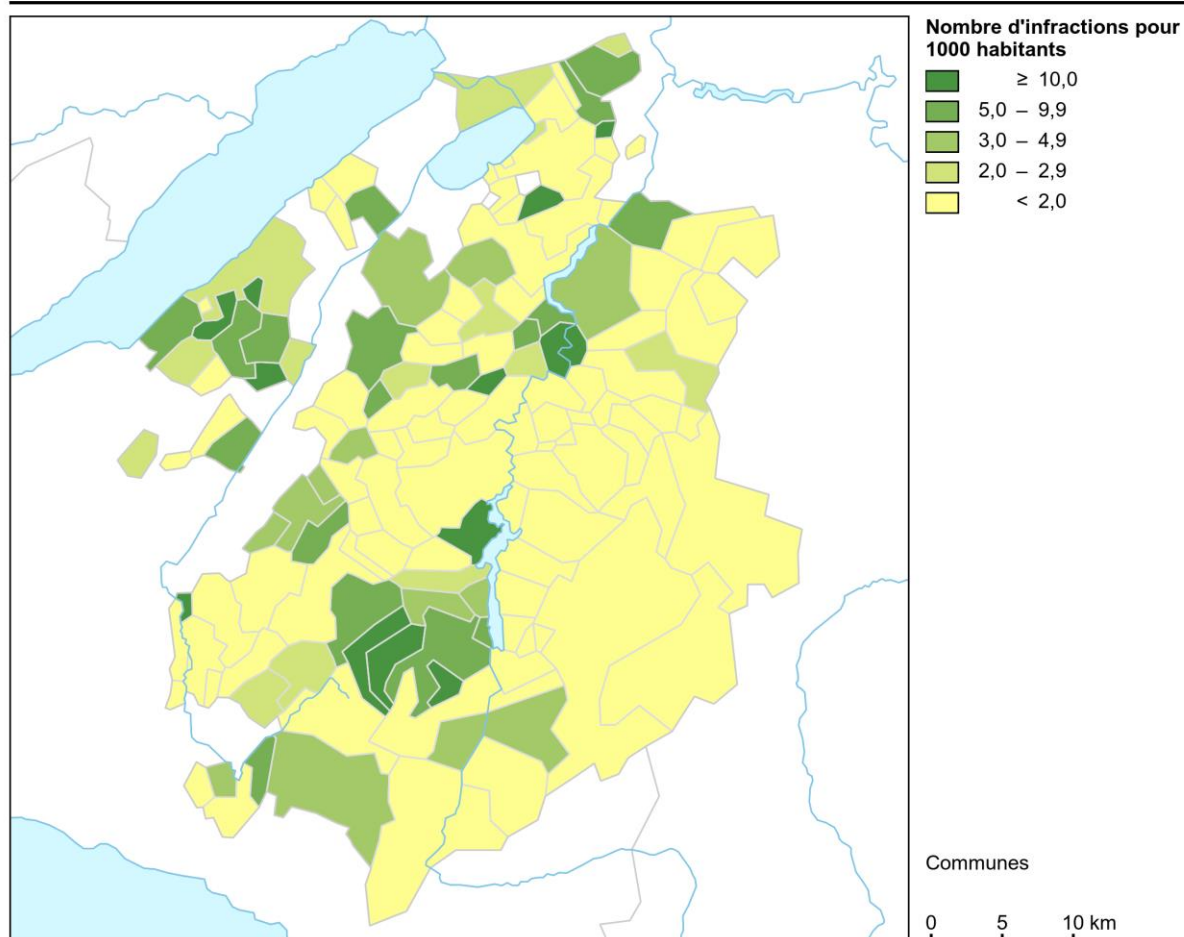 Nombre d'infractions pour
1000 habitants
≥ 10,0
5,0 – 9,9
3,0 – 4,9
2,0 – 2,9
< 2,0
Communes
0 5 10 km